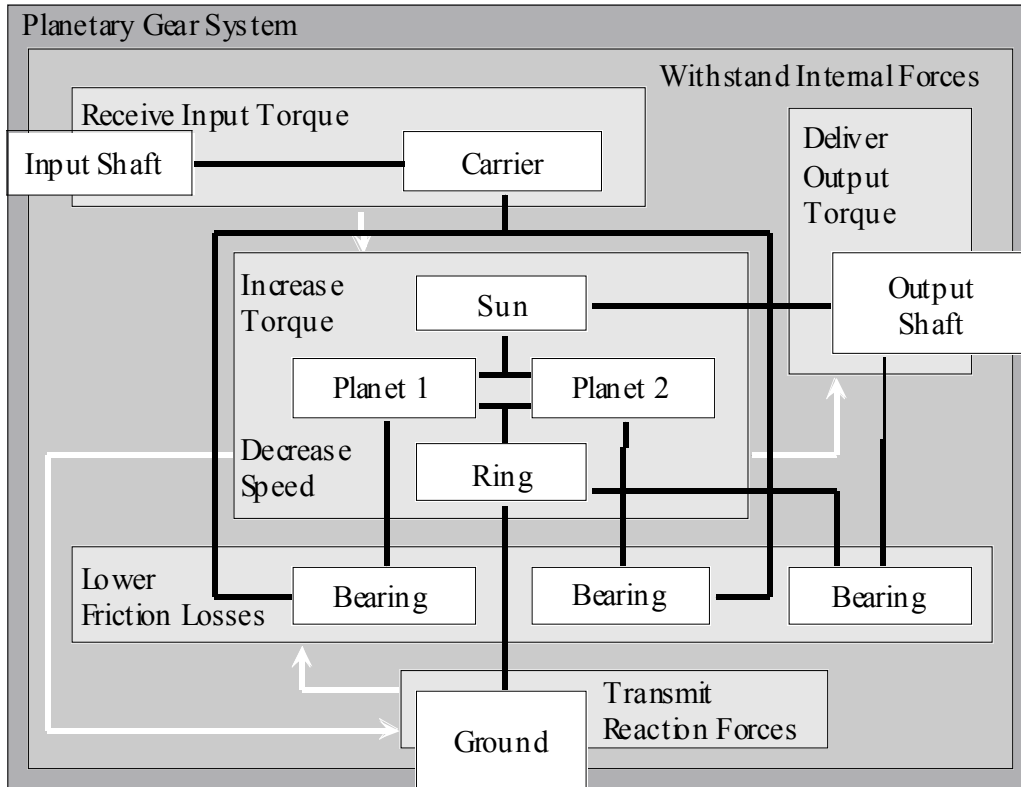 Planetary Gear System
Withstand Internal Forces
Receive Input Torque
Input Shaft
Carrier
Deliver
Output
Torque
Increase
Torque
Sun
Output
Shaft
Planet 1
Planet 2
Decrease
Speed
Ring
Lower
Friction Losses
Bearing
Bearing
Bearing
Transmit
Reaction Forces
Ground